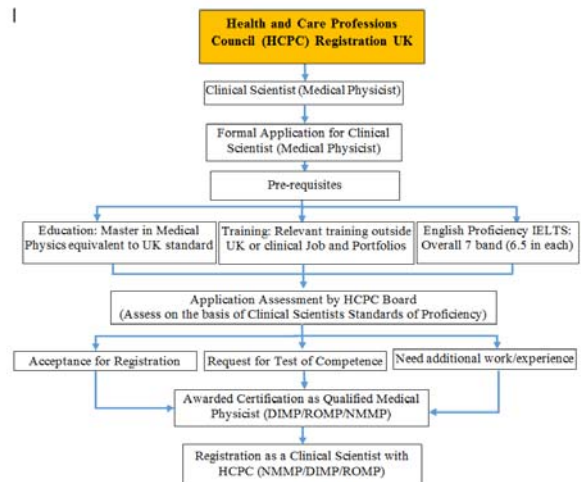 Health and Care Professions
Council (HCPC) Registration UK
Clinical Scientist (Medical Physicist)
Formal Application for Clinical
Scientist (Medical Physicist)
Pre-requisites
Education: Master in Medical
Physics equivalent to UK standard
Training: Relevant training outside
UK or clinical Job and Portfolios
English Proficiency IELTS:
Overall 7 band (6.5 in each)
Application Assessment by HCPC Board
(Assess on the basis of Clinical Scientists Standards of Proficiency)
Acceptance for Registration
Request for Test of Competence
Need additional work/experience
Awarded Certification as Qualified Medical
Physicist (DIMP/ROMP/NMMP)
Registration as a Clinical Scientist with
HCPC (NMMP/DIMP/ROMP)